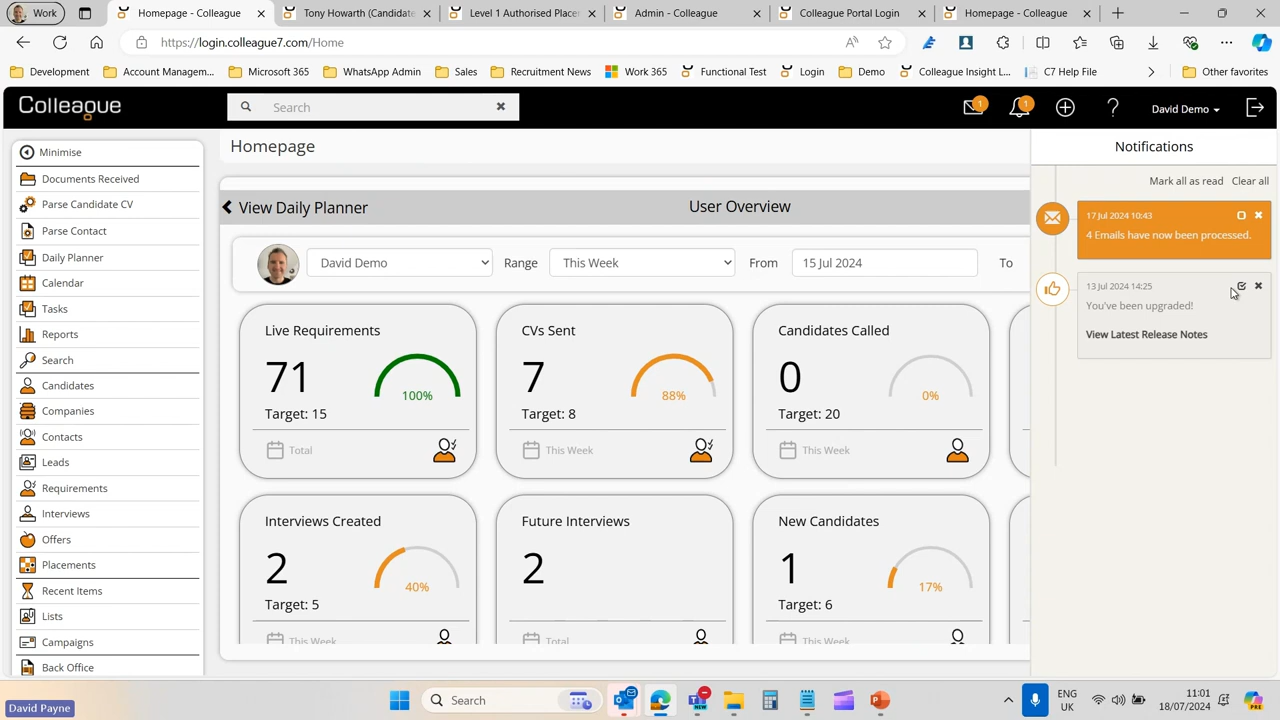 Work
Homepage - Colleague
Tony Howarth (Candidate
Level 1 Authorised Place
Admin - Colleague
Colleague Portal Login
Homepage - Colleague
https://login.colleague7.com/Home
Development
Account Managem...
Microsoft 365
WhatsApp Admin
Sales
Recruitment News
Work 365
Functional Test
Login
Demo
Colleague Insight L...
C7 Help File
Other favorites
Colleague
Search
1
1
David Demo
Minimise
Documents Received
Parse Candidate CV
Parse Contact
Daily Planner
Calendar
Tasks
Reports
Search
Candidates
Companies
Contacts
Leads
Requirements
Interviews
Offers
Placements
Recent Items
Lists
Campaigns
Back Office
Homepage
View Daily Planner
User Overview
David Demo
Range
This Week
From
15 Jul 2024
To
Live Requirements
71
100%
Target: 15
Total
CVs Sent
7
88%
Target: 8
This Week
Candidates Called
0
0%
Target: 20
This Week
Interviews Created
2
40%
Target: 5
This Week
Future Interviews
2
Total
New Candidates
1
17%
Target: 6
This Week
Notifications
Mark all as read
Clear all
17 Jul 2024 10:43
4 Emails have now been processed.
13 Jul 2024 14:25
You've been upgraded!
View Latest Release Notes
David Payne
Search
NEW
ENG
UK
11:01
18/07/2024
PRE